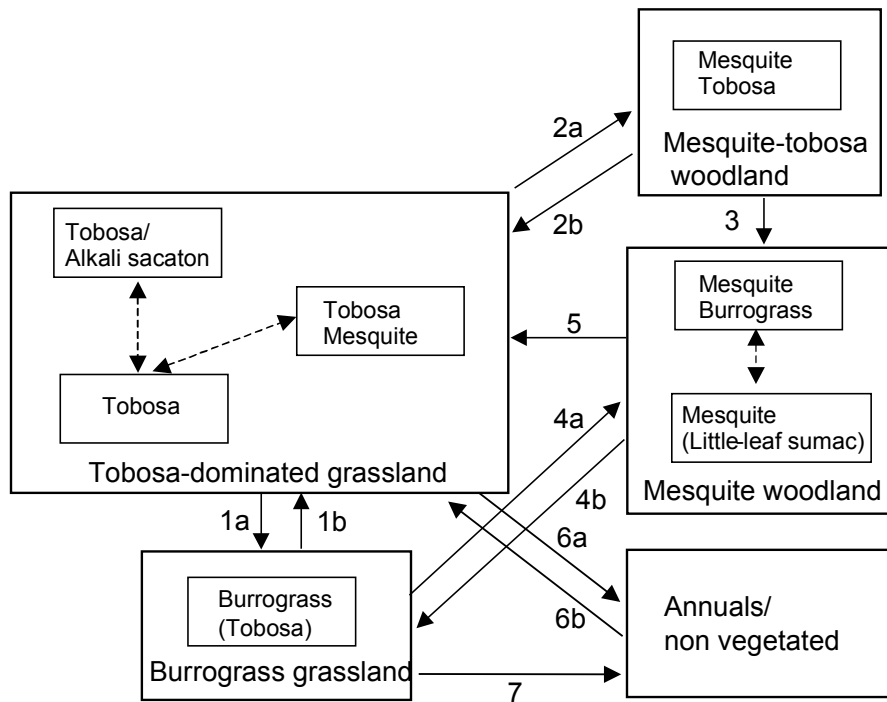 Mesquite
Tobosa
Mesquite-tobosa
woodland
2a
2b
3
Tobosa/
Alkali sacaton
Tobosa
Mesquite
Tobosa
Tobosa-dominated grassland
5
Mesquite
Burrograss
Mesquite
(Little-leaf sumac)
Mesquite woodland
4a
4b
1a
1b
6a
6b
Burrograss
(Tobosa)
Burrograss grassland
7
Annuals/
non vegetated